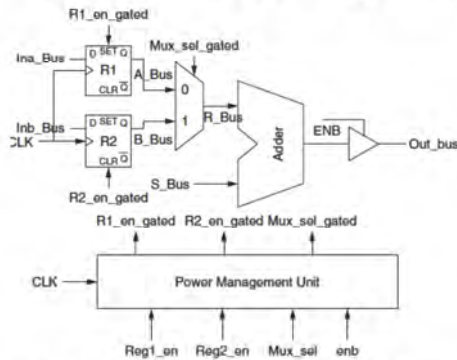 R1_en_gated
D SET Q
Ina_Bus
R1
A_Bus
Mux_sel_gated
CLR Q
0
R_Bus
D SET Q
Inb_Bus
1
CLK
R2
B_Bus
CLR Q
Adder
ENB
Out_bus
S_Bus
R2_en_gated
R1_en_gated
R2_en_gated
Mux_sel_gated
CLK
Power Management Unit
Reg1_en
Reg2_en
Mux_sel
enb